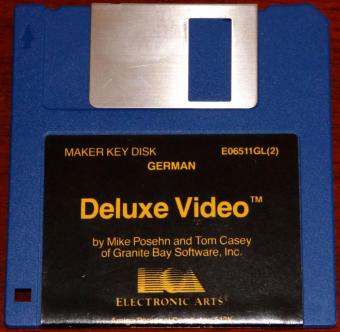 MAKER KEY DISK E06511GL(2)
GERMAN
Deluxe Video™
by Mike Posehn and Tom Casey
of Granite Bay Software, Inc.
ELECTRONIC ARTS